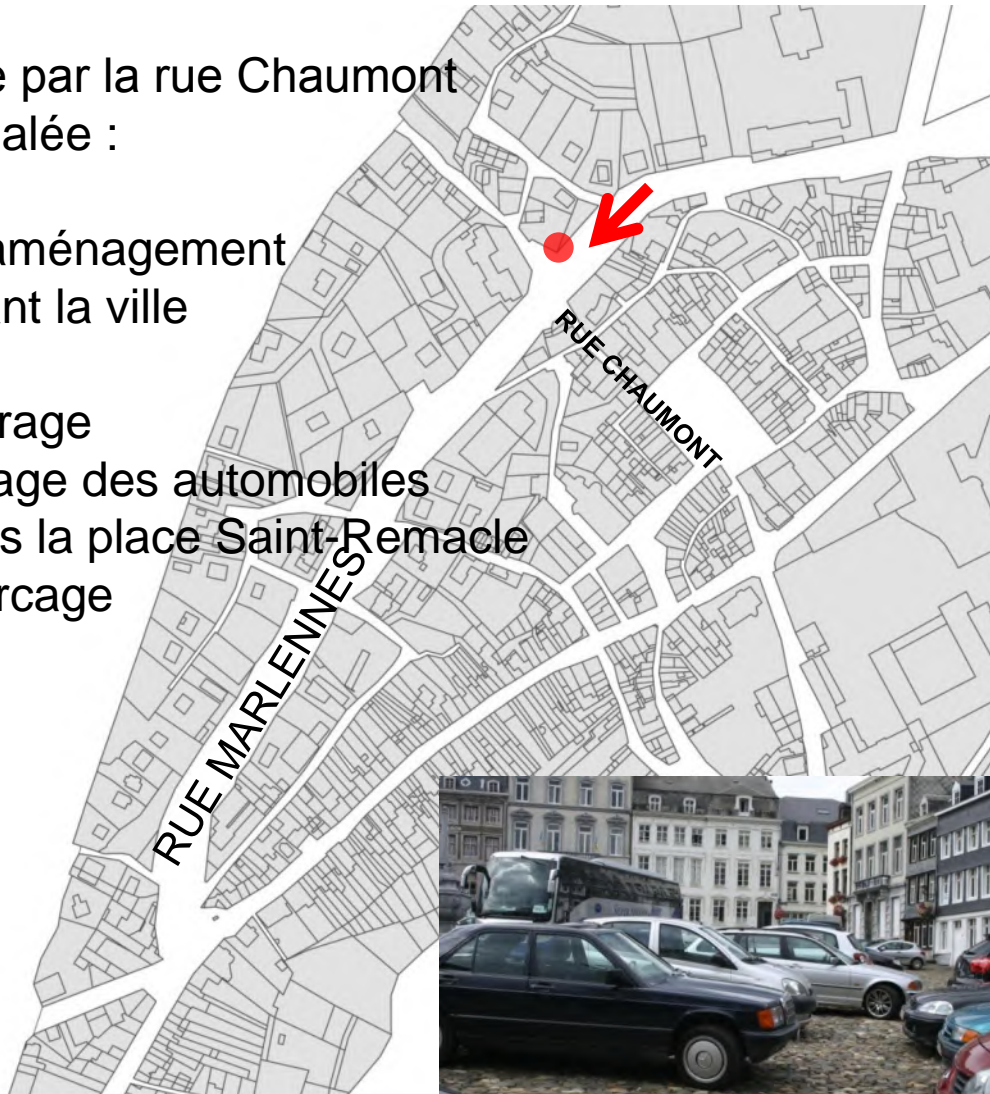 e par la rue Chaumont
alée :
aménagement
nt la ville
rage
age des automobiles
s la place Saint-Remacle
rcage
RUE CHAUMONT
RUE MARLENNES